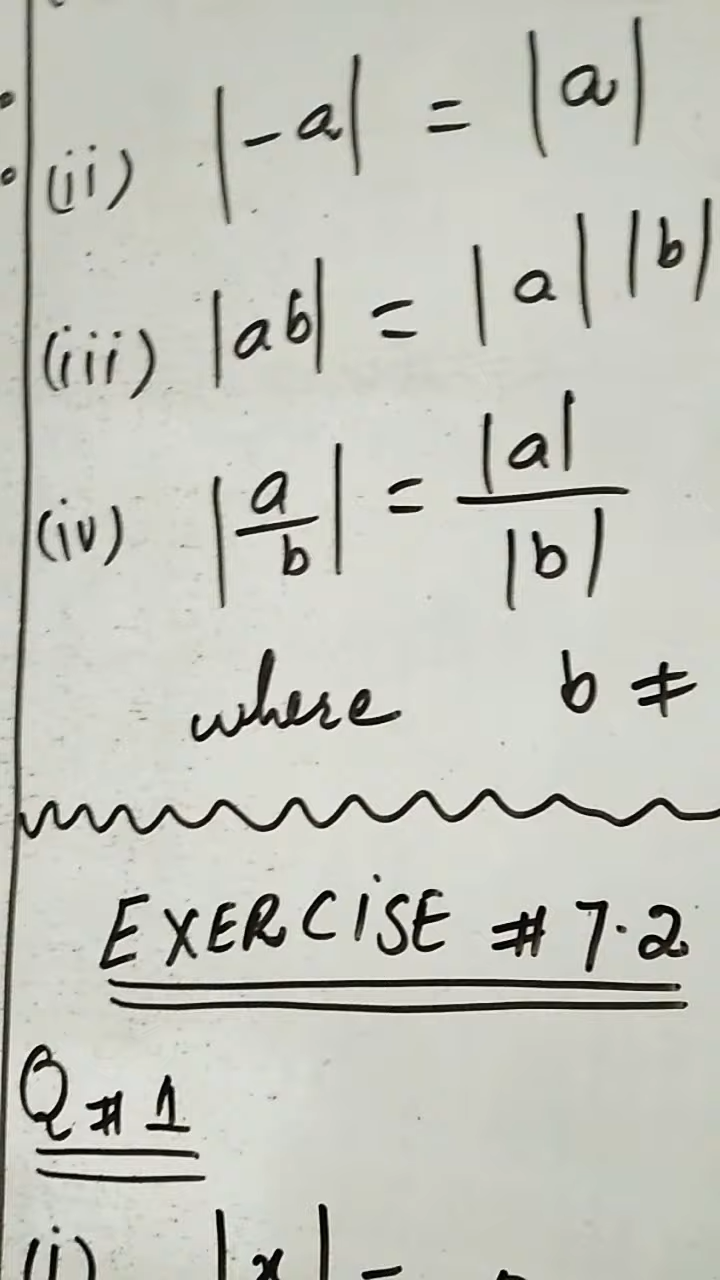 (ii) |-a| = |a|
(iii) |ab| = |a| |b|
(iv) |a/b| = |a|/|b|
where b ≠
EXERCISE # 7.2
Q # 1
(i) |x| =